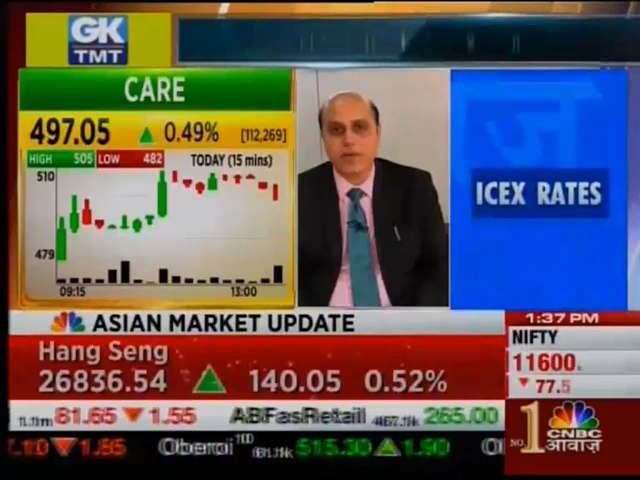 GK
TMT
CARE
497.05 ▲ 0.49% [112,269]
HIGH 505 LOW 482 TODAY (15 mins)
510
479
09:15 13:00
ICEX RATES
ASIAN MARKET UPDATE
Hang Seng
26836.54 ▲ 140.05 0.52%
1:37 PM
NIFTY
11600
▼ 77.5
81.65 ▼ 1.55 ABFasRetail 265.00
▼ 1.85 Oberoi 515.30 ▲ 1.90
NO. 1 CNBC
आवाज़